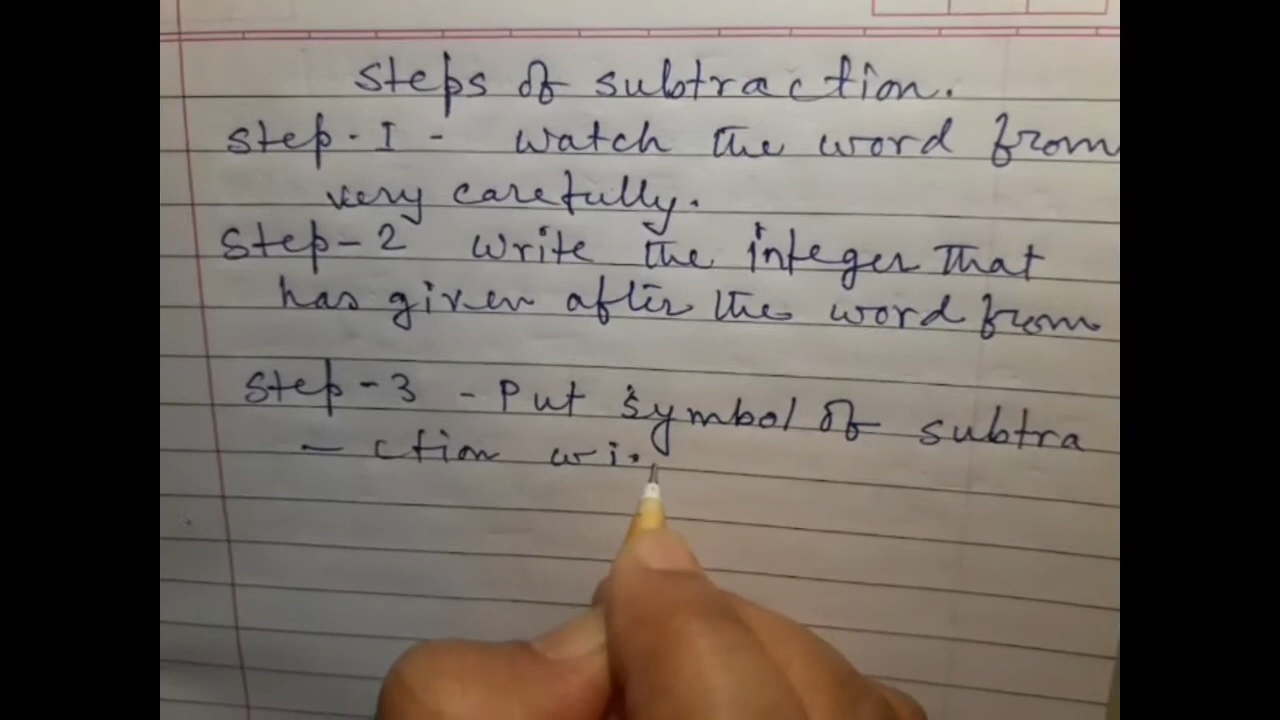 steps of subtraction.
step-I - Watch the word from
very carefully.
Step-2 Write the integer that
has given after the word from
Step-3 - Put symbol of subtra
-ction wi